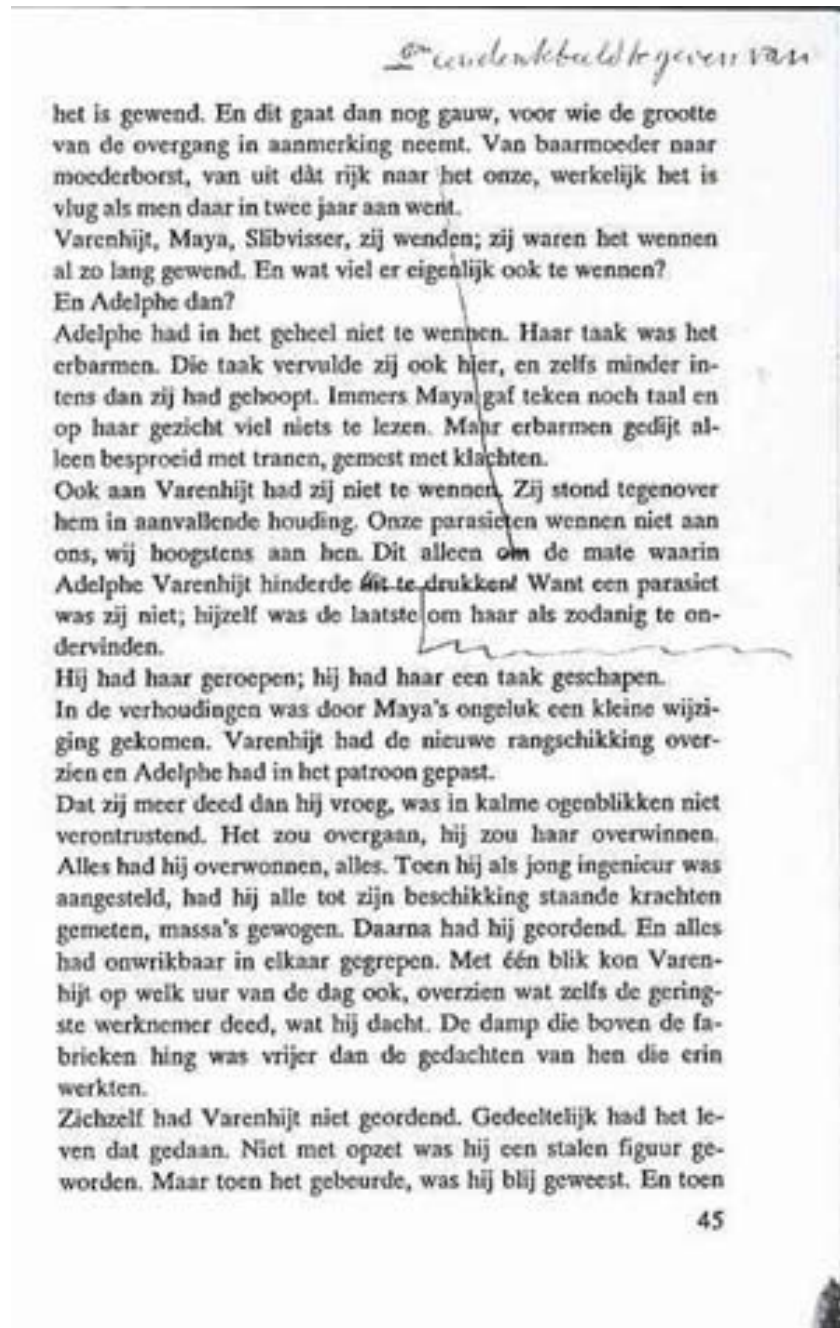 om een denkbeeld te geven van
het is gewend. En dit gaat dan nog gauw, voor wie de grootte
van de overgang in aanmerking neemt. Van baarmoeder naar
moederborst, van uit dàt rijk naar het onze, werkelijk het is
vlug als men daar in twee jaar aan went.
Varenhijt, Maya, Slibvisser, zij wenden; zij waren het wennen
al zo lang gewend. En wat viel er eigenlijk ook te wennen?
En Adelphe dan?
Adelphe had in het geheel niet te wennen. Haar taak was het
erbarmen. Die taak vervulde zij ook hier, en zelfs minder in-
tens dan zij had gehoopt. Immers Maya gaf teken noch taal en
op haar gezicht viel niets te lezen. Maar erbarmen gedijt al-
leen besproeid met tranen, gemest met klachten.
Ook aan Varenhijt had zij niet te wennen. Zij stond tegenover
hem in aanvallende houding. Onze parasieten wennen niet aan
ons, wij hoogstens aan hen. Dit alleen om de mate waarin
Adelphe Varenhijt hinderde uit te drukken! Want een parasiet
was zij niet; hijzelf was de laatste om haar als zodanig te on-
dervinden.
Hij had haar geroepen; hij had haar een taak geschapen.
In de verhoudingen was door Maya's ongeluk een kleine wijzi-
ging gekomen. Varenhijt had de nieuwe rangschikking over-
zien en Adelphe had in het patroon gepast.
Dat zij meer deed dan hij vroeg, was in kalme ogenblikken niet
verontrustend. Het zou overgaan, hij zou haar overwinnen.
Alles had hij overwonnen, alles. Toen hij als jong ingenieur was
aangesteld, had hij alle tot zijn beschikking staande krachten
gemeten, massa's gewogen. Daarna had hij geordend. En alles
had onwrikbaar in elkaar gegrepen. Met één blik kon Varen-
hijt op welk uur van de dag ook, overzien wat zelfs de gering-
ste werknemer deed, wat hij dacht. De damp die boven de fa-
brieken hing was vrijer dan de gedachten van hen die erin
werkten.
Zichzelf had Varenhijt niet geordend. Gedeeltelijk had het le-
ven dat gedaan. Niet met opzet was hij een stalen figuur ge-
worden. Maar toen het gebeurde, was hij blij geweest. En toen
45